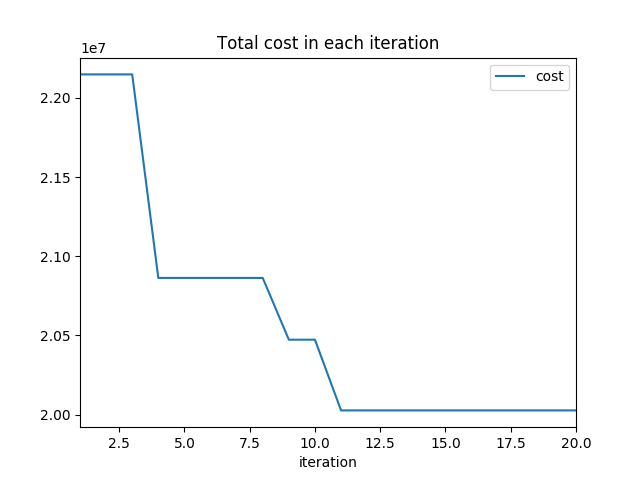 Total cost in each iteration
1e7
cost
2.20
2.15
2.10
2.05
2.00
2.5 5.0 7.5 10.0 12.5 15.0 17.5 20.0
iteration